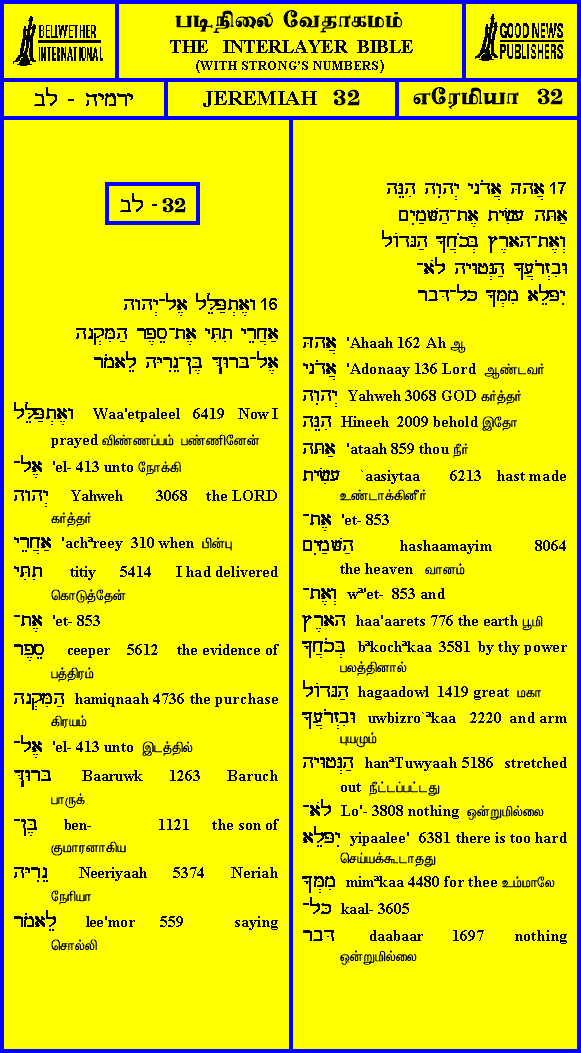 BELLWETHER
INTERNATIONAL
படிநிலை வேதாகமம்
THE INTERLAYER BIBLE
(WITH STRONG'S NUMBERS)
GOOD NEWS
PUBLISHERS
ירמיה - לב
JEREMIAH 32
எரேமியா 32
לב - 32
16 וָאֶתְפַּלֵּל אֶל־יְהוָה
אַחֲרֵי תִתִּי אֶת־סֵפֶר הַמִּקְנָה
אֶל־בָּרוּךְ בֶּן־נֵרִיָּה לֵאמֹר
וָאֶתְפַּלֵּל Waa'etpaleel 6419 Now I
prayed விண்ணப்பம் பண்ணினேன்
אֶל־ 'el- 413 unto நோக்கி
יְהוָה Yahweh 3068 the LORD
கர்த்தர்
אַחֲרֵי 'achªreey 310 when பின்பு
תִתִּי titiy 5414 I had delivered
கொடுத்தேன்
אֶת־ 'et- 853
סֵפֶר ceeper 5612 the evidence of
பத்திரம்
הַמִּקְנָה hamiqnaah 4736 the purchase
கிரயம்
אֶל־ 'el- 413 unto இடத்தில்
בָּרוּךְ Baaruwk 1263 Baruch
பாருக்
בֶּן־ ben- 1121 the son of
குமாரனாகிய
נֵרִיָּה Neeriyaah 5374 Neriah
நேரியா
לֵאמֹר lee'mor 559 saying
சொல்லி
17 אֲהָהּ אֲדֹנָי יְהוִה הִנֵּה
אַתָּה עָשִׂיתָ אֶת־הַשָּׁמַיִם
וְאֶת־הָאָרֶץ בְּכֹחֲךָ הַגָּדוֹל
וּבִזְרֹעֲךָ הַנְּטוּיָה לֹא־
יִפָּלֵא מִמְּךָ כָּל־דָּבָר
אֲהָהּ 'Ahaah 162 Ah ஆ
אֲדֹנָי 'Adonaay 136 Lord ஆண்டவர்
יְהוִה Yahweh 3068 GOD கர்த்தர்
הִנֵּה Hineeh 2009 behold இதோ
אַתָּה 'ataah 859 thou நீர்
עָשִׂיתָ `aasiytaa 6213 hast made
உண்டாக்கினீர்
אֶת־ 'et- 853
הַשָּׁמַיִם hashaamayim 8064
the heaven வானம்
וְאֶת־ wª'et- 853 and
הָאָרֶץ haa'aarets 776 the earth பூமி
בְּכֹחֲךָ bªkochªkaa 3581 by thy power
பலத்தினால்
הַגָּדוֹל hagaadowl 1419 great மகா
וּבִזְרֹעֲךָ uwbizro`ªkaa 2220 and arm
புயமும்
הַנְּטוּיָה hanªTuwyaah 5186 stretched
out நீட்டப்பட்டது
לֹא־ Lo'- 3808 nothing ஒன்றுமில்லை
יִפָּלֵא yipaalee' 6381 there is too hard
செய்யக்கூடாதது
מִמְּךָ mimªkaa 4480 for thee உம்மாலே
כָּל־ kaal- 3605
דָּבָר daabaar 1697 nothing
ஒன்றுமில்லை